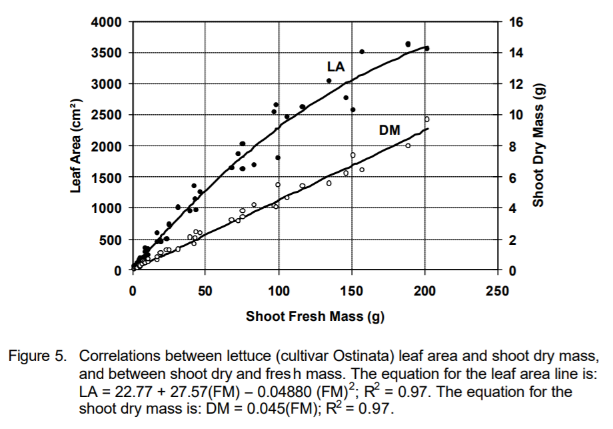 4000
3500
3000
2500
2000
1500
1000
500
0
Leaf Area (cm²)
16
14
12
10
8
6
4
2
0
Shoot Dry Mass (g)
LA
DM
0 50 100 150 200 250
Shoot Fresh Mass (g)
Figure 5. Correlations between lettuce (cultivar Ostinata) leaf area and shoot dry mass,
and between shoot dry and fresh mass. The equation for the leaf area line is:
LA = 22.77 + 27.57(FM) – 0.04880 (FM)²; R² = 0.97. The equation for the
shoot dry mass is: DM = 0.045(FM); R² = 0.97.